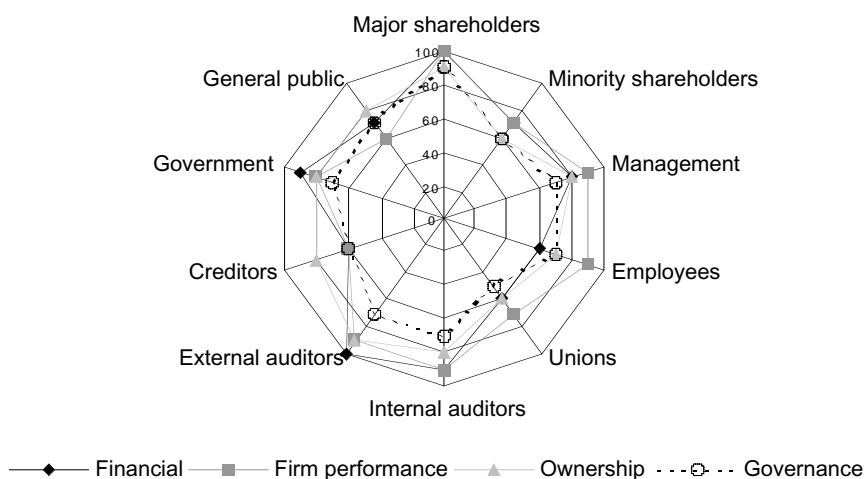 Major shareholders
General public
Minority shareholders
100
80
60
40
20
0
Government
Management
Creditors
Employees
External auditors
Unions
Internal auditors
Financial Firm performance Ownership Governance